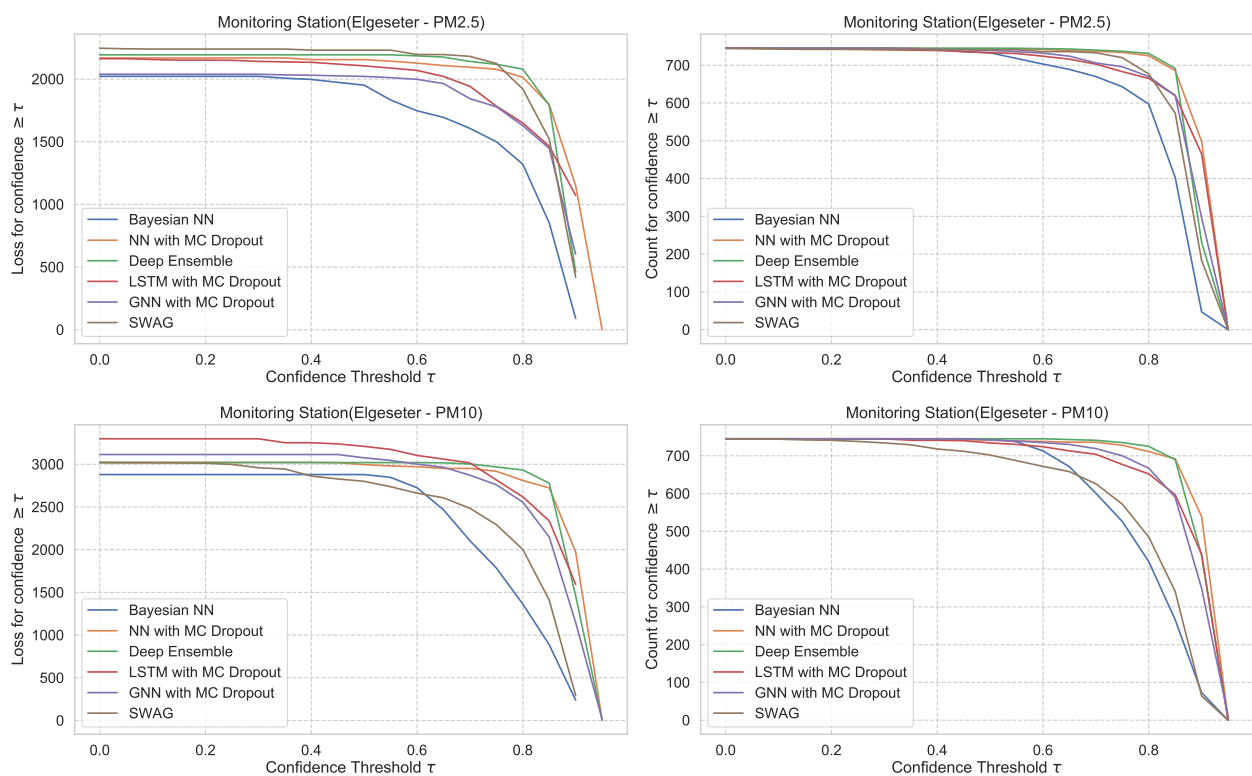 Monitoring Station(Elgeseter - PM2.5)
Loss for confidence ≥ τ
2000
1500
1000
500
0
Bayesian NN
NN with MC Dropout
Deep Ensemble
LSTM with MC Dropout
GNN with MC Dropout
SWAG
0.0 0.2 0.4 0.6 0.8
Confidence Threshold τ
Monitoring Station(Elgeseter - PM2.5)
Count for confidence ≥ τ
700
600
500
400
300
200
100
0
Bayesian NN
NN with MC Dropout
Deep Ensemble
LSTM with MC Dropout
GNN with MC Dropout
SWAG
0.0 0.2 0.4 0.6 0.8
Confidence Threshold τ
Monitoring Station(Elgeseter - PM10)
Loss for confidence ≥ τ
3000
2500
2000
1500
1000
500
0
Bayesian NN
NN with MC Dropout
Deep Ensemble
LSTM with MC Dropout
GNN with MC Dropout
SWAG
0.0 0.2 0.4 0.6 0.8
Confidence Threshold τ
Monitoring Station(Elgeseter - PM10)
Count for confidence ≥ τ
700
600
500
400
300
200
100
0
Bayesian NN
NN with MC Dropout
Deep Ensemble
LSTM with MC Dropout
GNN with MC Dropout
SWAG
0.0 0.2 0.4 0.6 0.8
Confidence Threshold τ